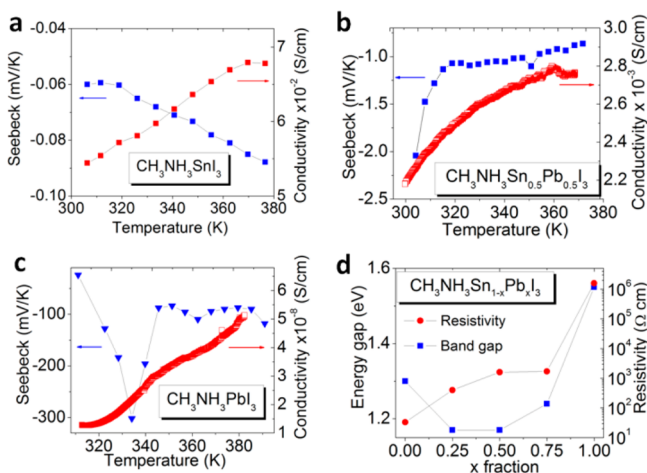 a
-0.04
-0.06
-0.08
-0.10
Seebeck (mV/K)
300 320 340 360 380
Temperature (K)
7
6
5
Conductivity x10⁻² (S/cm)
CH₃NH₃SnI₃
b
-0.5
-1.0
-1.5
-2.0
-2.5
Seebeck (mV/K)
300 320 340 360 380
Temperature (K)
3.0
2.8
2.6
2.4
2.2
Conductivity x 10⁻³ (S/cm)
CH₃NH₃Sn₀.₅Pb₀.₅I₃
c
-100
-200
-300
Seebeck (mV/K)
320 340 360 380
Temperature (K)
6
5
4
3
2
1
Conductivity x10⁻⁸ (S/cm)
CH₃NH₃PbI₃
d
1.6
1.4
1.2
Energy gap (eV)
0.00 0.25 0.50 0.75 1.00
x fraction
10⁶
10⁵
10⁴
10³
10²
10¹
Resistivity (Ω cm)
CH₃NH₃Sn₁₋ₓPbₓI₃
Resistivity
Band gap